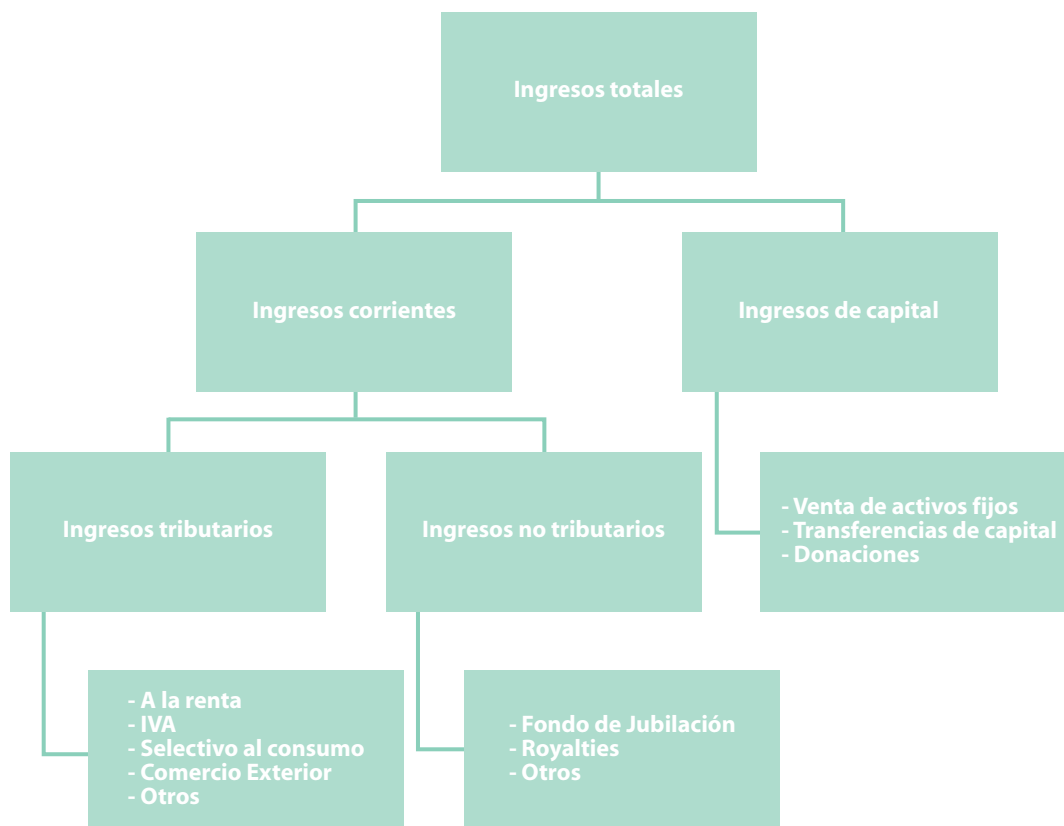 Ingresos totales
Ingresos corrientes
Ingresos de capital
Ingresos tributarios
Ingresos no tributarios
- Venta de activos fijos
- Transferencias de capital
- Donaciones
- A la renta
- IVA
- Selectivo al consumo
- Comercio Exterior
- Otros
- Fondo de Jubilación
- Royalties
- Otros